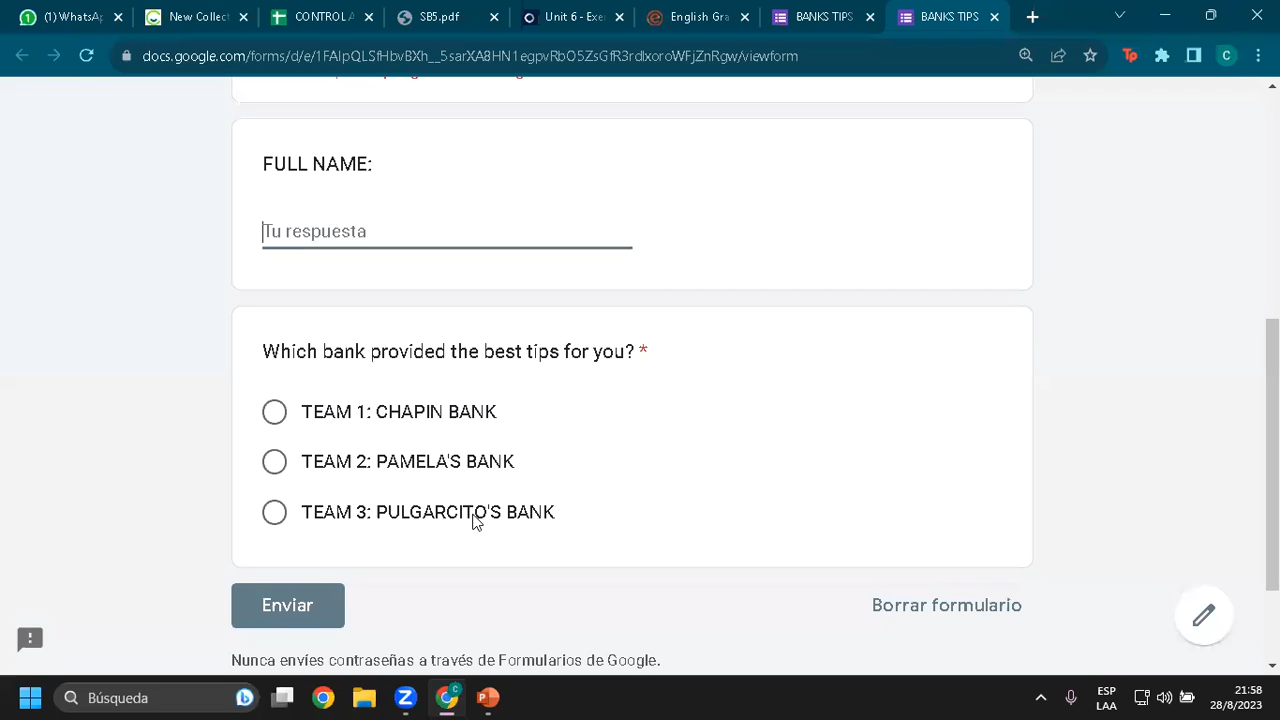 (1) WhatsA
New Collect
CONTROL A
SB5.pdf
Unit 6 - Exe
English Gra
BANKS TIPS
BANKS TIPS
docs.google.com/forms/d/e/1FAIpQLSfHbvBXh__5sarXA8HN1egpvRbO5ZsGfR3rdlxoroWFjZnRgw/viewform
FULL NAME:
Tu respuesta
Which bank provided the best tips for you? *
TEAM 1: CHAPIN BANK
TEAM 2: PAMELA'S BANK
TEAM 3: PULGARCITO'S BANK
Enviar
Borrar formulario
Nunca envíes contraseñas a través de Formularios de Google.
Búsqueda
ESP
LAA
21:58
28/8/2023